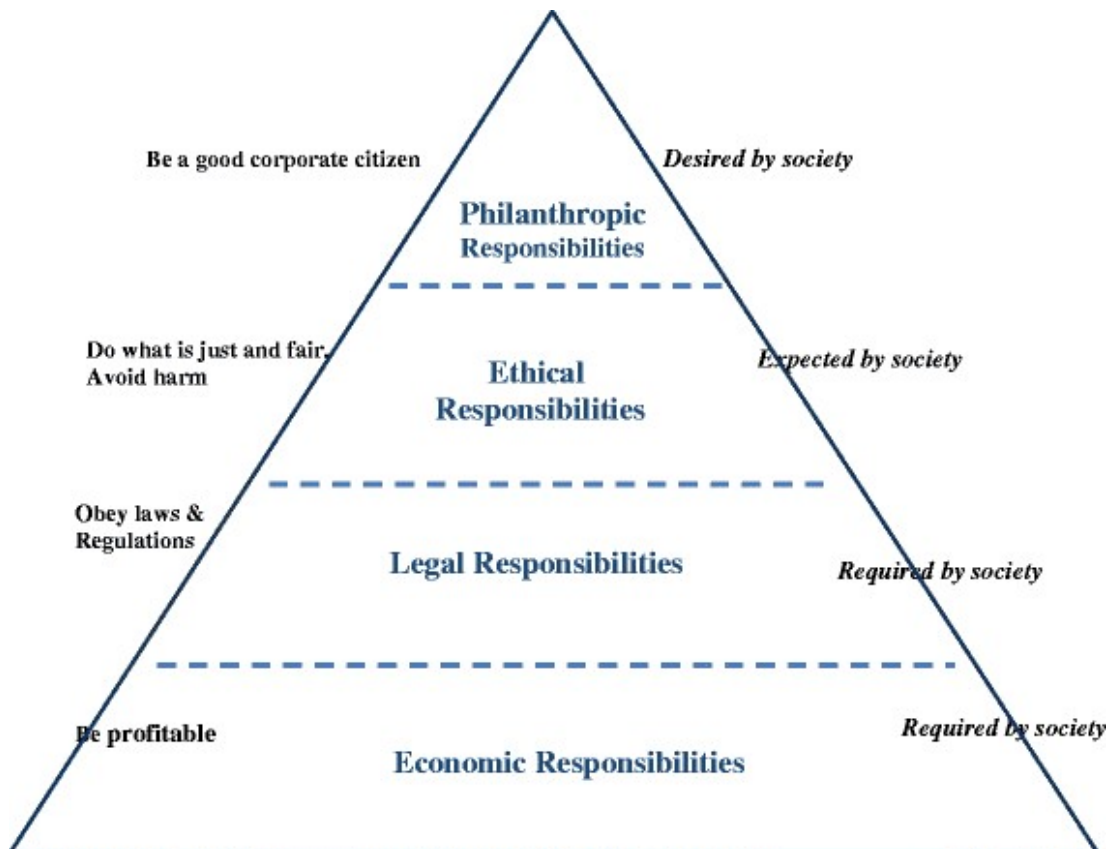 Be a good corporate citizen
Desired by society
Philanthropic
Responsibilities
Do what is just and fair,
Avoid harm
Expected by society
Ethical
Responsibilities
Obey laws &
Regulations
Legal Responsibilities
Required by society
Be profitable
Required by society
Economic Responsibilities